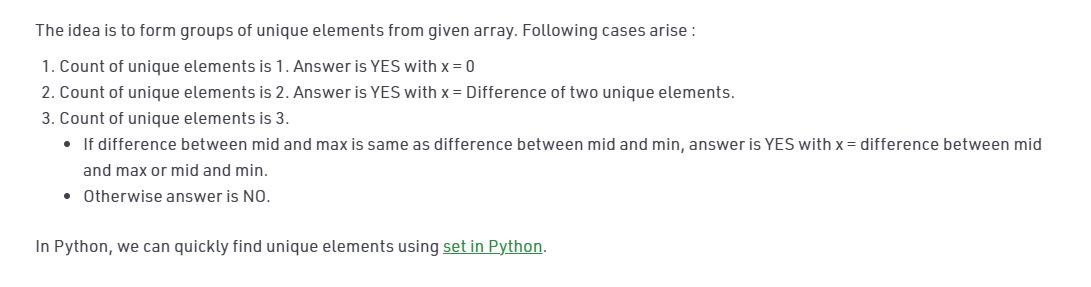 The idea is to form groups of unique elements from given array. Following cases arise :
1. Count of unique elements is 1. Answer is YES with x = 0
2. Count of unique elements is 2. Answer is YES with x = Difference of two unique elements.
3. Count of unique elements is 3.
• If difference between mid and max is same as difference between mid and min, answer is YES with x = difference between mid
and max or mid and min.
• Otherwise answer is NO.
In Python, we can quickly find unique elements using set in Python.